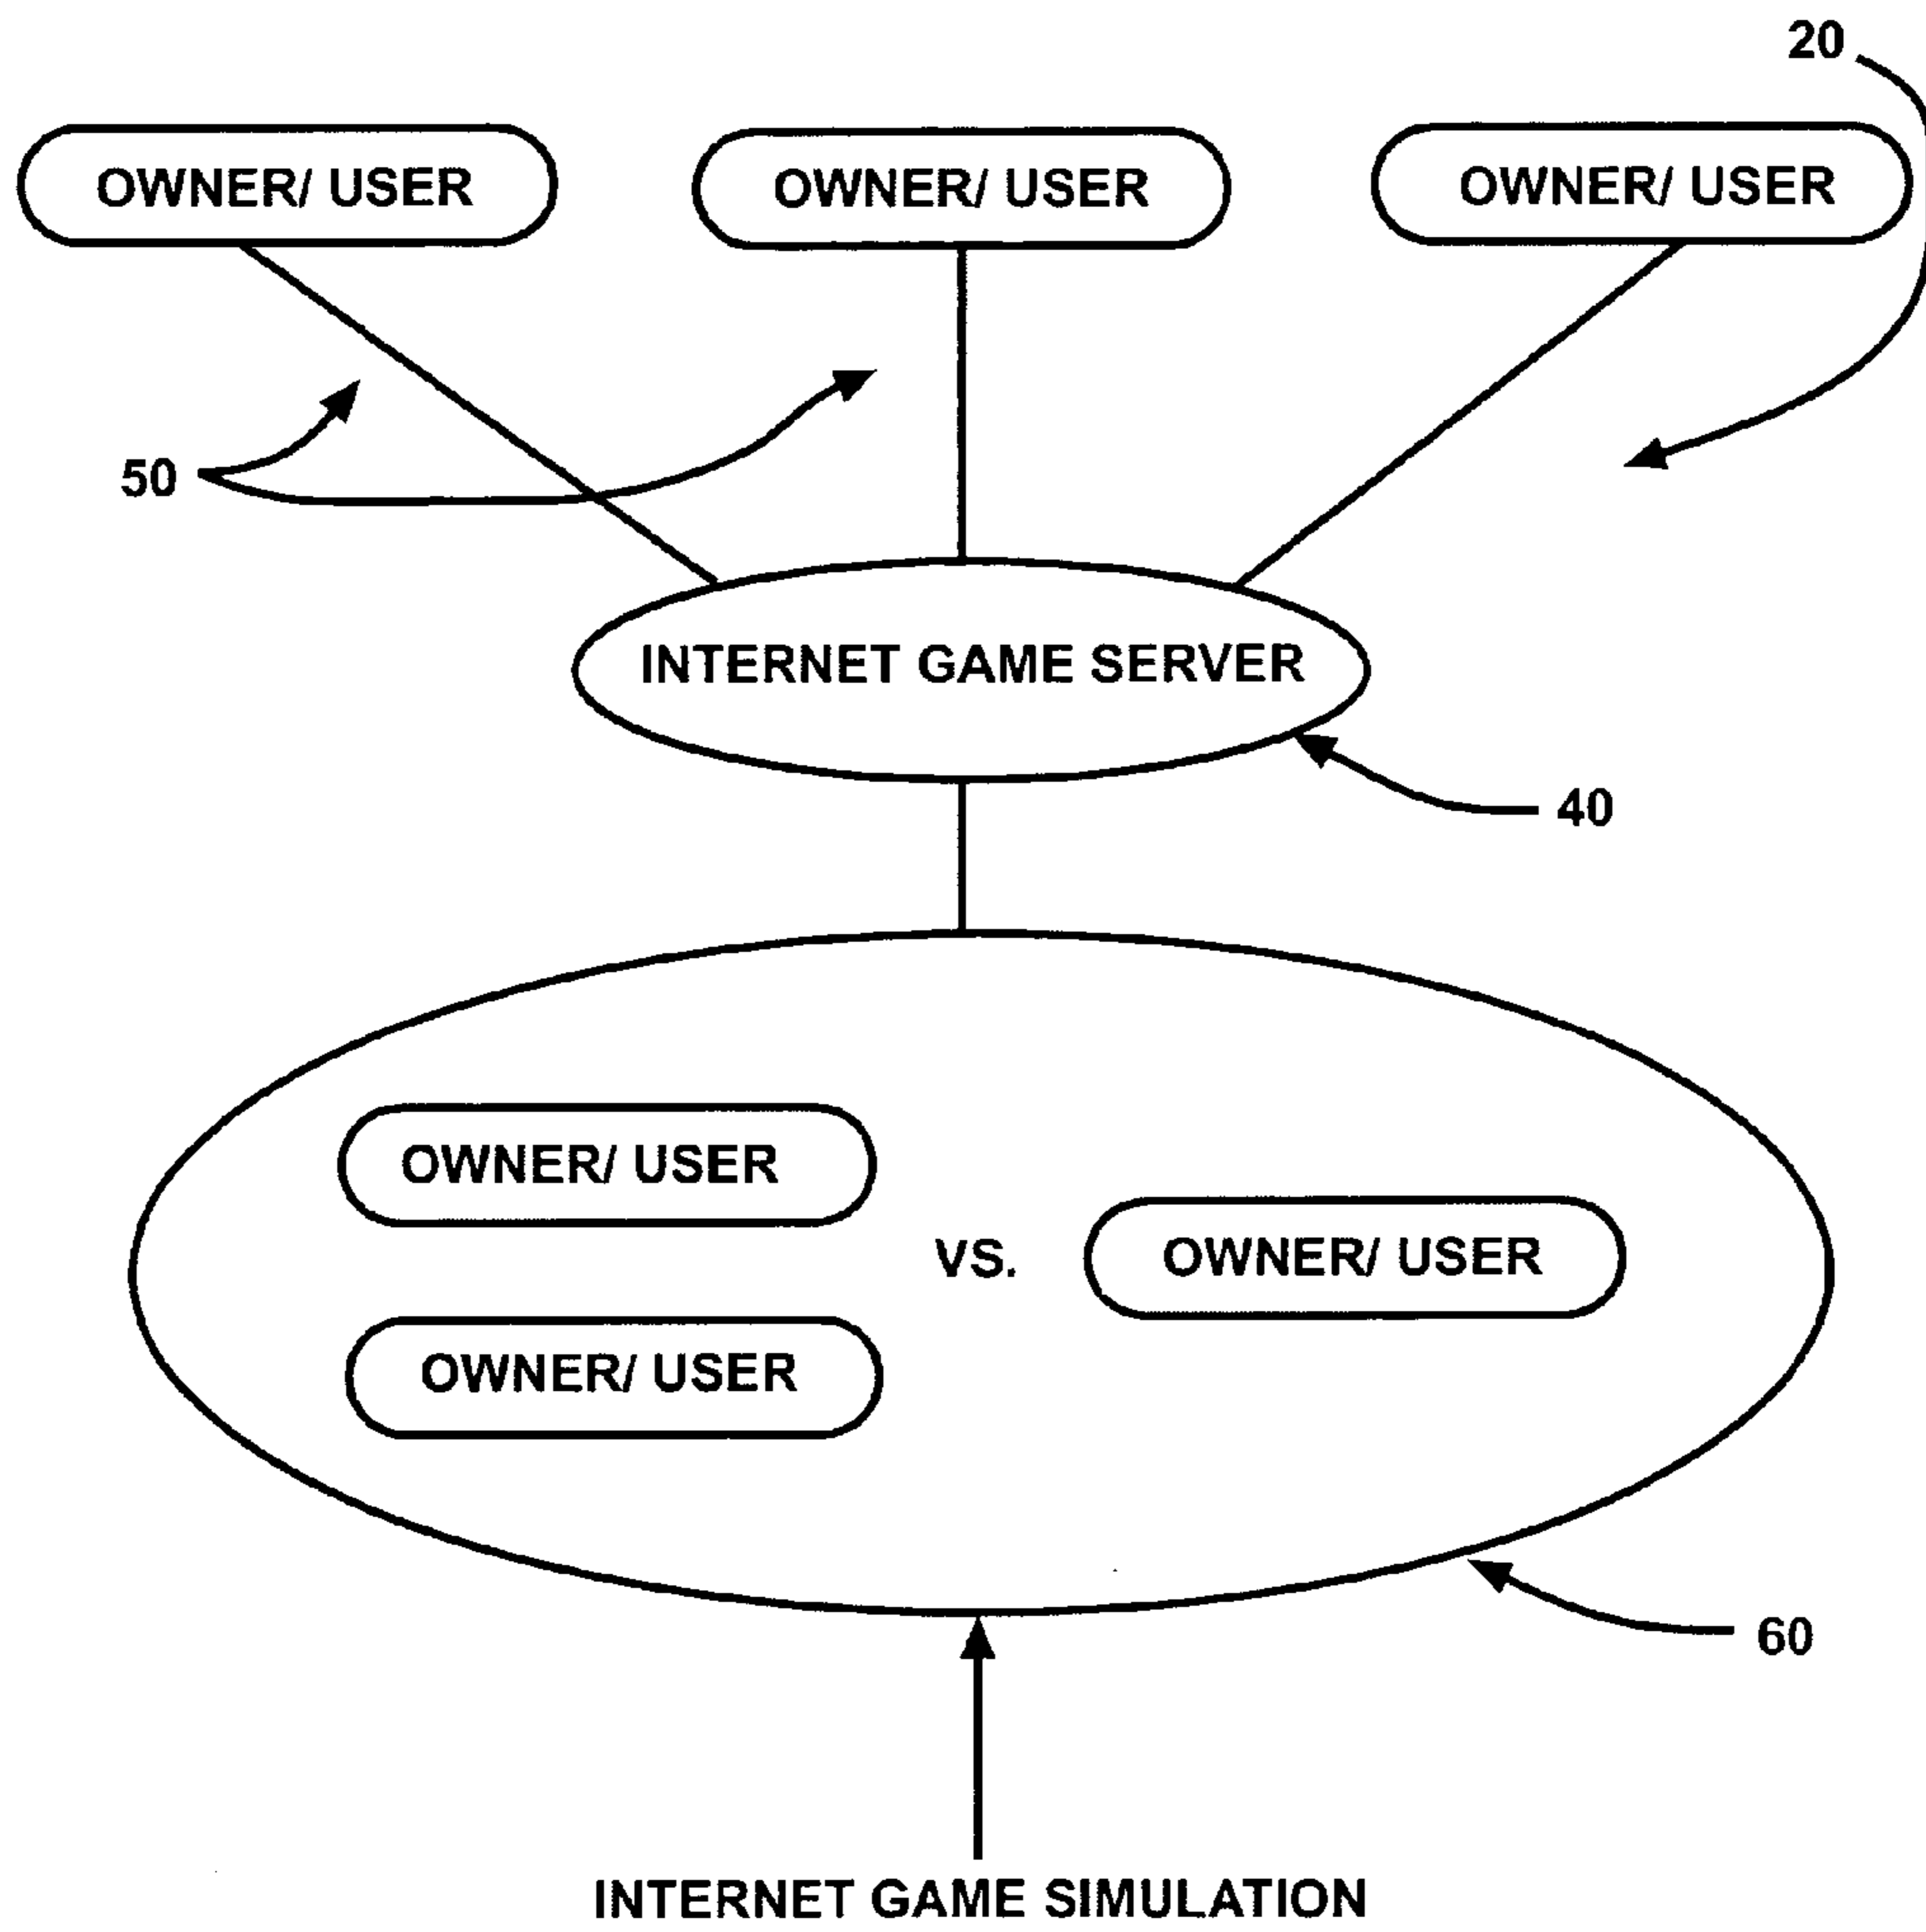 20
OWNER/ USER
OWNER/ USER
OWNER/ USER
50
INTERNET GAME SERVER
40
OWNER/ USER
VS.
OWNER/ USER
OWNER/ USER
60
INTERNET GAME SIMULATION